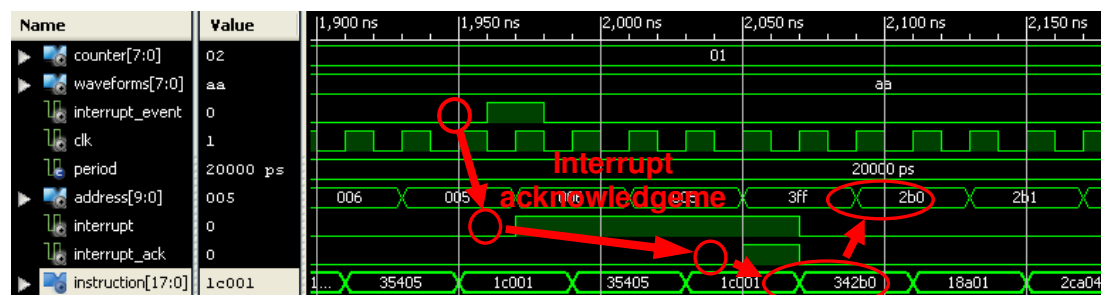 Name Value 1,900 ns 1,950 ns 2,000 ns 2,050 ns 2,100 ns 2,150 ns
counter[7:0] 02 01
waveforms[7:0] aa aa
interrupt_event 0
clk 1
period 20000 ps 20000 ps
Interrupt
address[9:0] 005 006 005 006 005 3ff 2b0 2b1
acknowledgeme
interrupt 0
interrupt_ack 0
instruction[17:0] 1c001 1... 35405 1c001 35405 1c001 342b0 18a01 2ca04